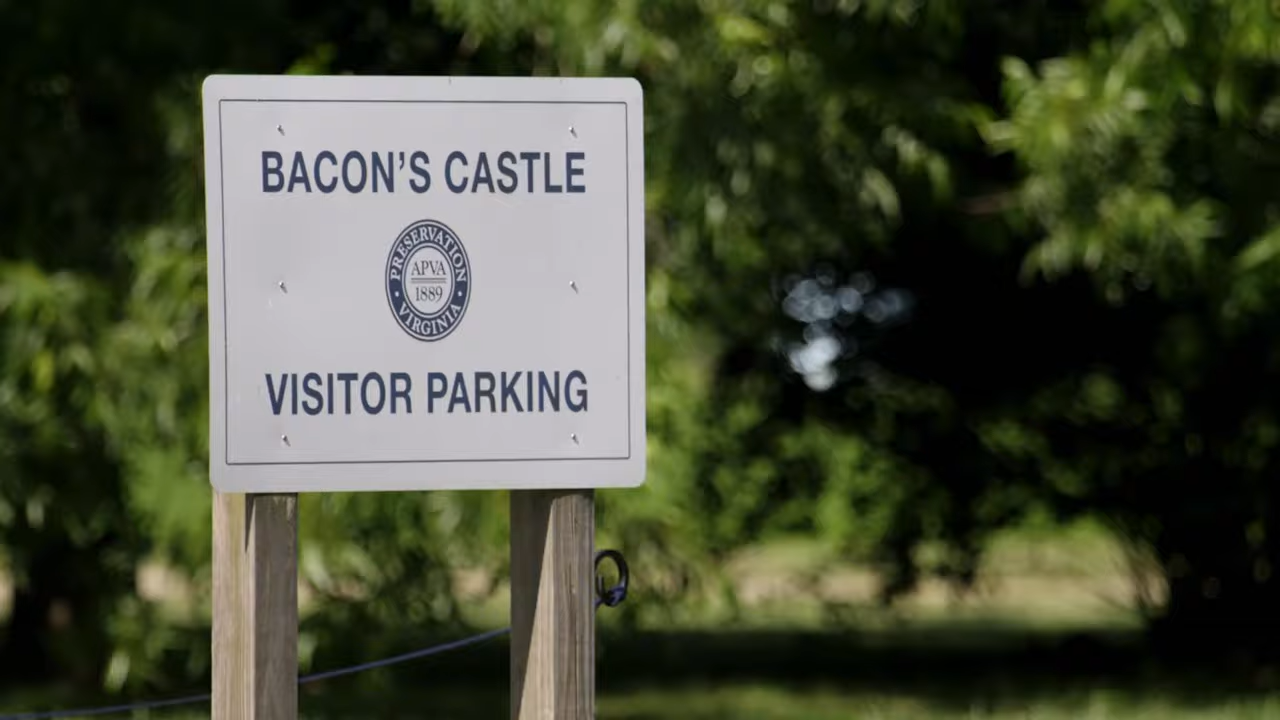 BACON'S CASTLE
PRESERVATION
APVA
1889
VIRGINIA
VISITOR PARKING